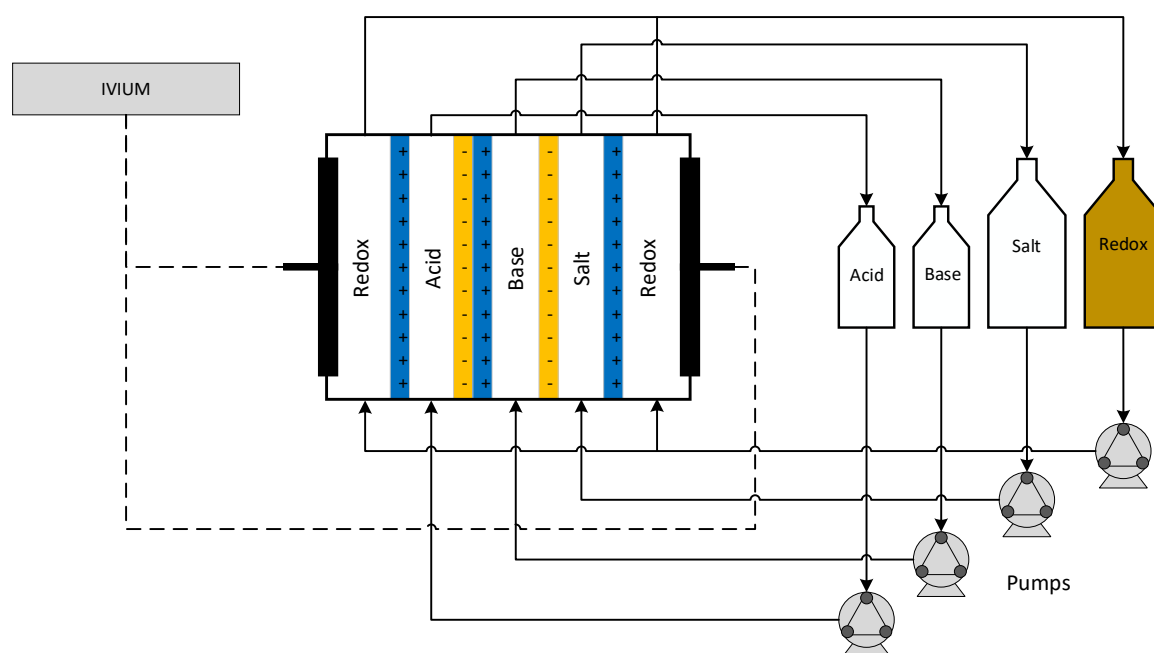 IVIUM
Redox
+ + + + + + + + + + +
Acid
- - - - - - - - - - -
+ + + + + + + + + + +
Base
- - - - - - - - - - -
Salt
+ + + + + + + + + + +
Redox
Acid
Base
Salt
Redox
Pumps